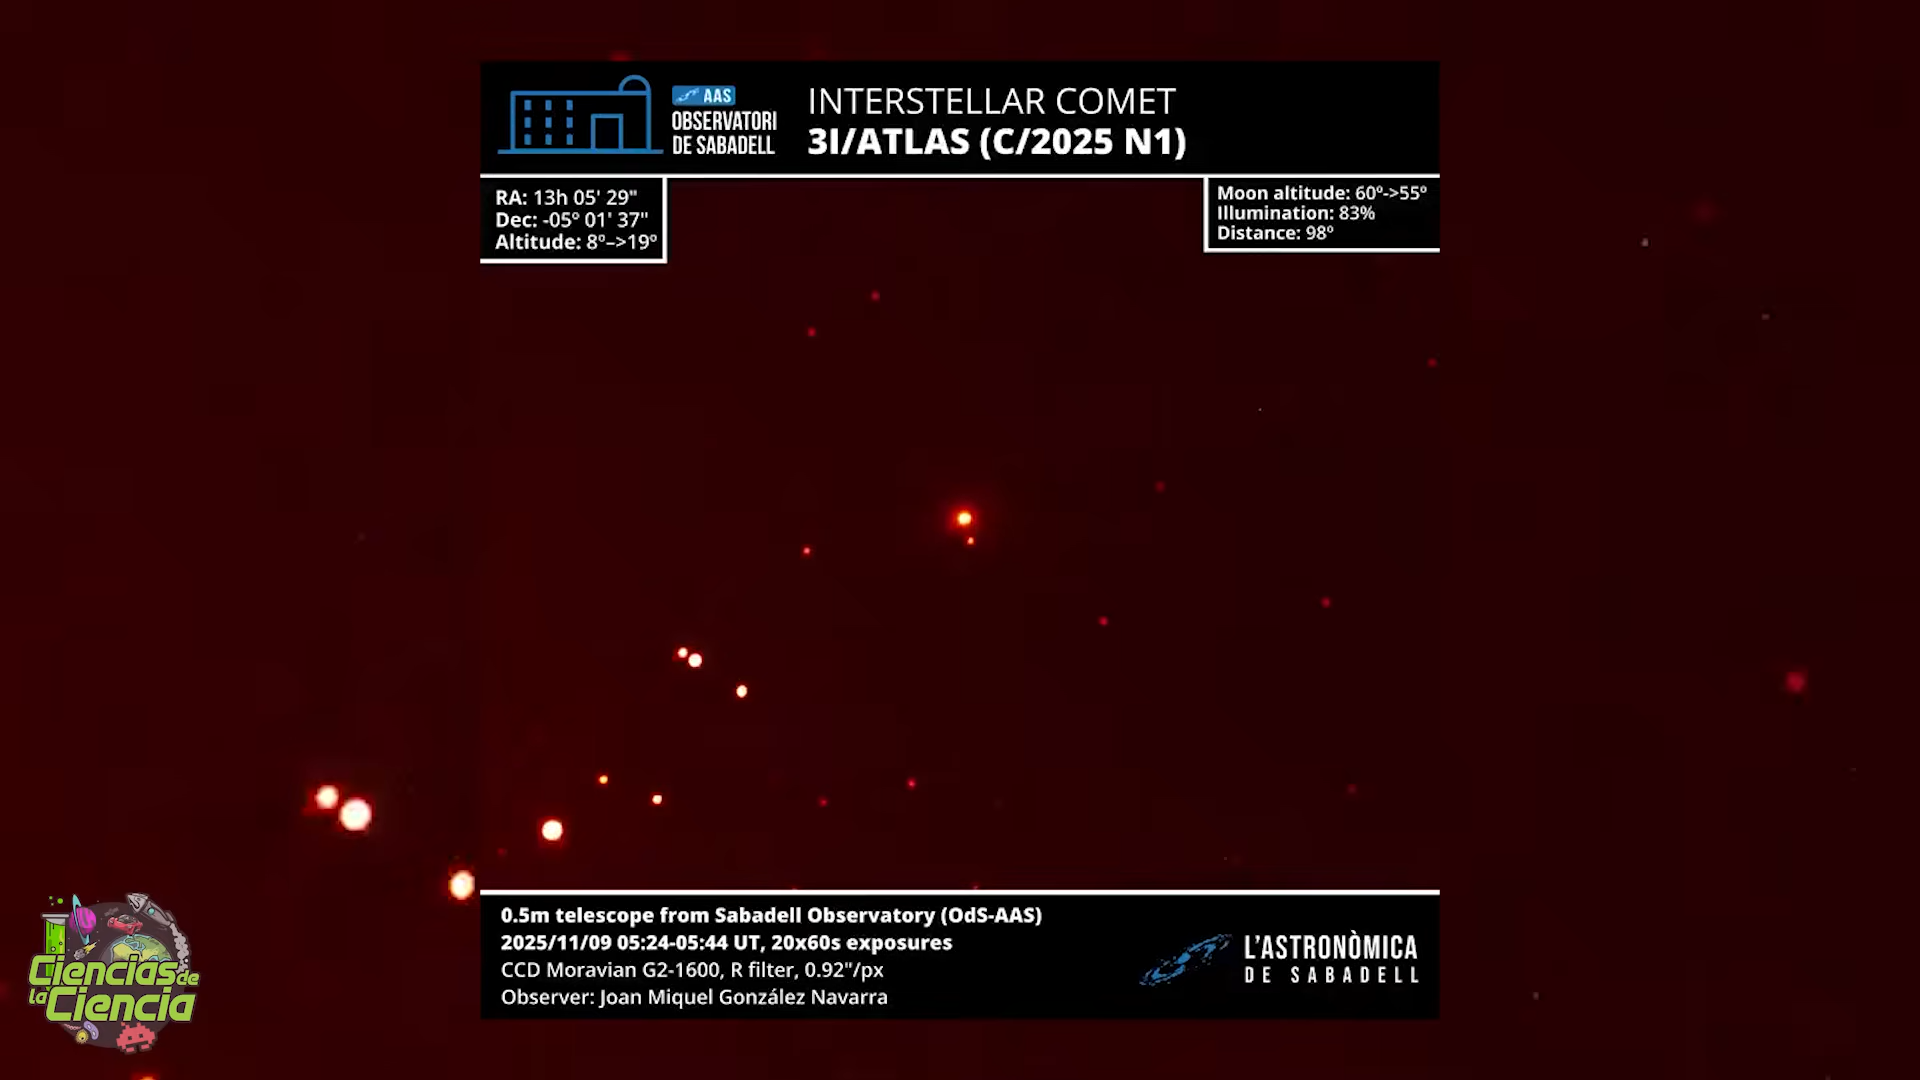 AAS
OBSERVATORI
DE SABADELL
INTERSTELLAR COMET
3I/ATLAS (C/2025 N1)
RA: 13h 05' 29"
Dec: -05º 01' 37"
Altitude: 8º->19º
Moon altitude: 60º->55º
Illumination: 83%
Distance: 98º
0.5m telescope from Sabadell Observatory (OdS-AAS)
2025/11/09 05:24-05:44 UT, 20x60s exposures
CCD Moravian G2-1600, R filter, 0.92"/px
Observer: Joan Miquel González Navarra
L'ASTRONÒMICA
DE SABADELL
Ciencias de
la Ciencia